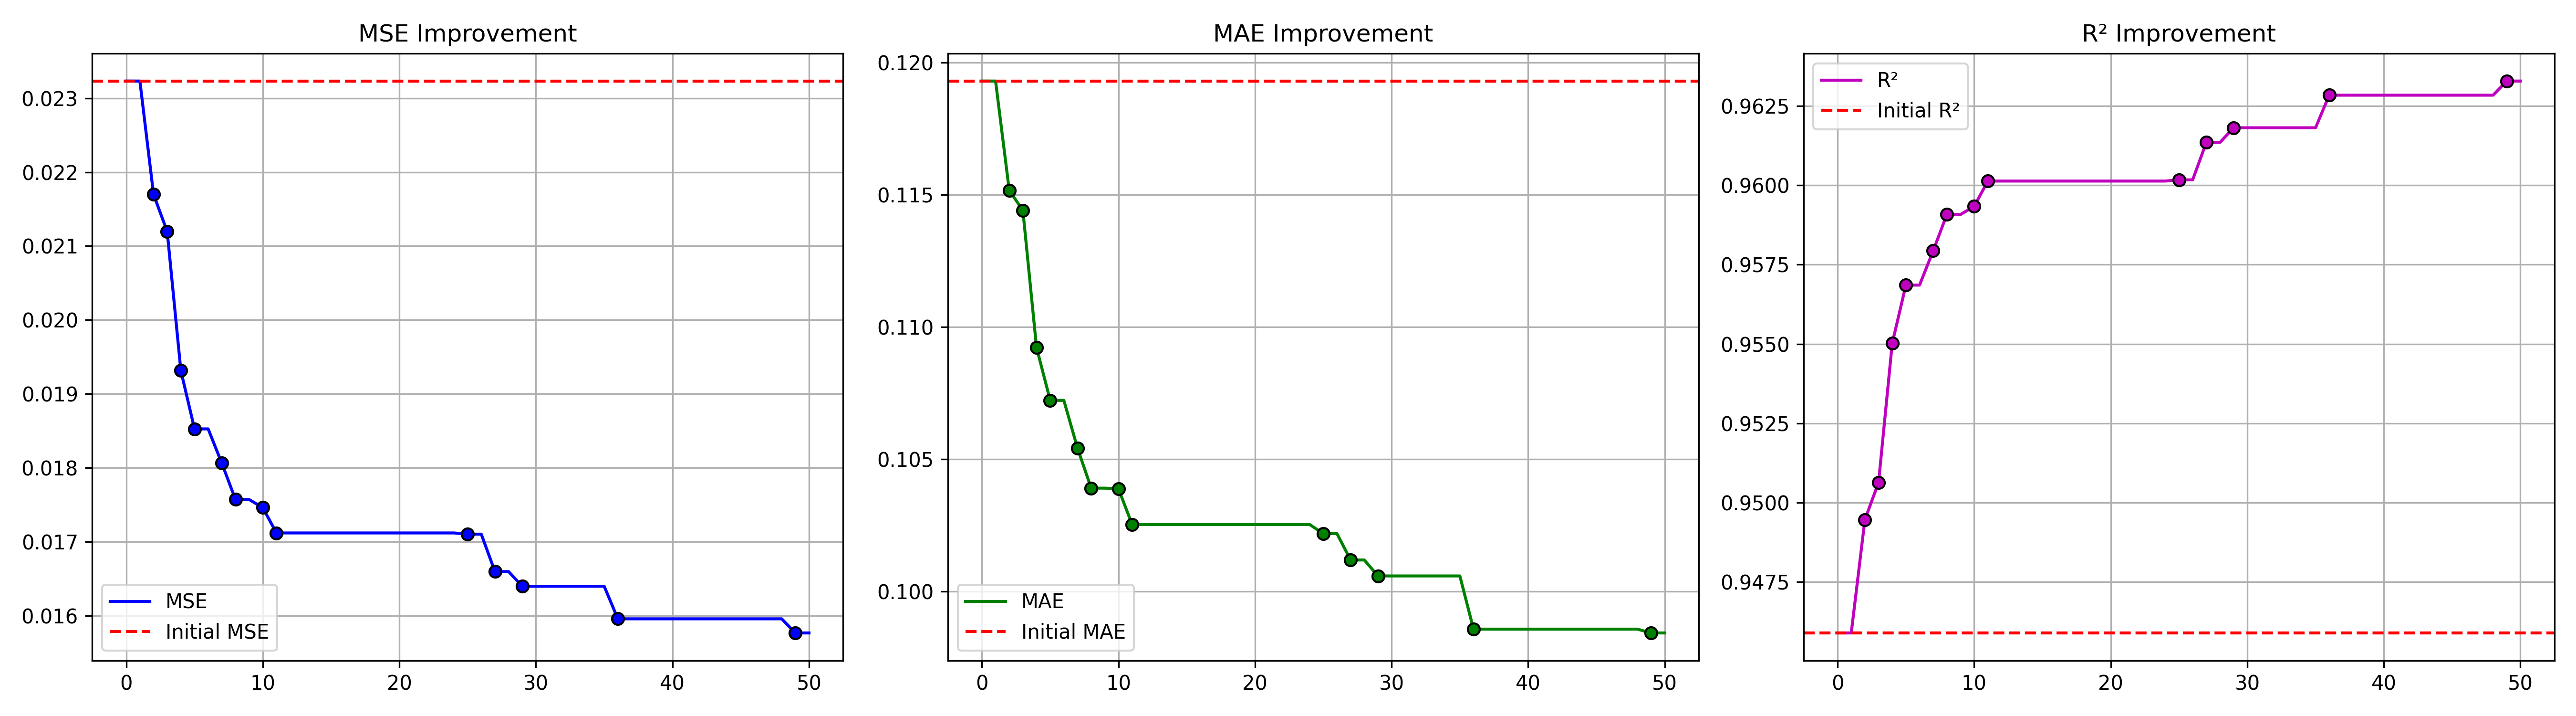 MSE Improvement
0.023
0.022
0.021
0.020
0.019
0.018
0.017
0.016
MSE
Initial MSE
0 10 20 30 40 50
MAE Improvement
0.120
0.115
0.110
0.105
0.100
MAE
Initial MAE
0 10 20 30 40 50
R² Improvement
R²
Initial R²
0.9625
0.9600
0.9575
0.9550
0.9525
0.9500
0.9475
0 10 20 30 40 50